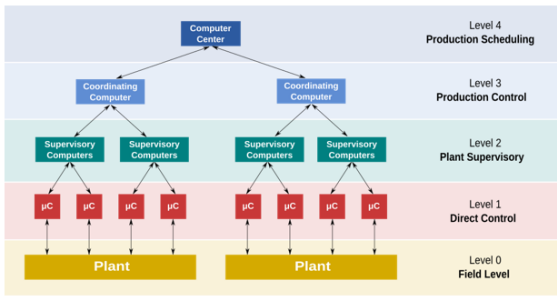 Computer
Center
Level 4
Production Scheduling
Coordinating
Computer
Coordinating
Computer
Level 3
Production Control
Supervisory
Computers
Supervisory
Computers
Supervisory
Computers
Supervisory
Computers
Level 2
Plant Supervisory
µC
µC
µC
µC
µC
µC
µC
µC
Level 1
Direct Control
Plant
Plant
Level 0
Field Level